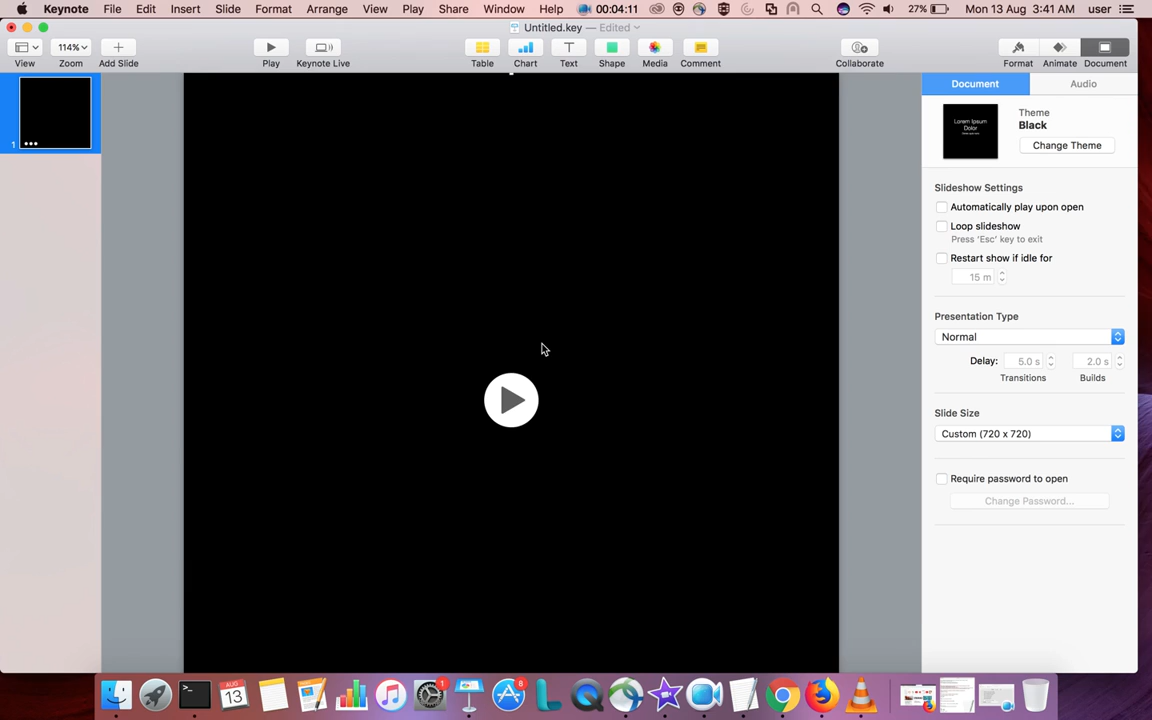 Keynote File Edit Insert Slide Format Arrange View Play Share Window Help 00:04:11 27% Mon 13 Aug 3:41 AM user
Untitled.key — Edited
114%
View Zoom Add Slide Play Keynote Live Table Chart Text Shape Media Comment Collaborate Format Animate Document
1
Document Audio
Lorem Ipsum
Dolor
Theme
Black
Change Theme
Slideshow Settings
Automatically play upon open
Loop slideshow
Press 'Esc' key to exit
Restart show if idle for
15 m
Presentation Type
Normal
Delay: 5.0 s 2.0 s
Transitions Builds
Slide Size
Custom (720 x 720)
Require password to open
Change Password...
AUG
13
1
8